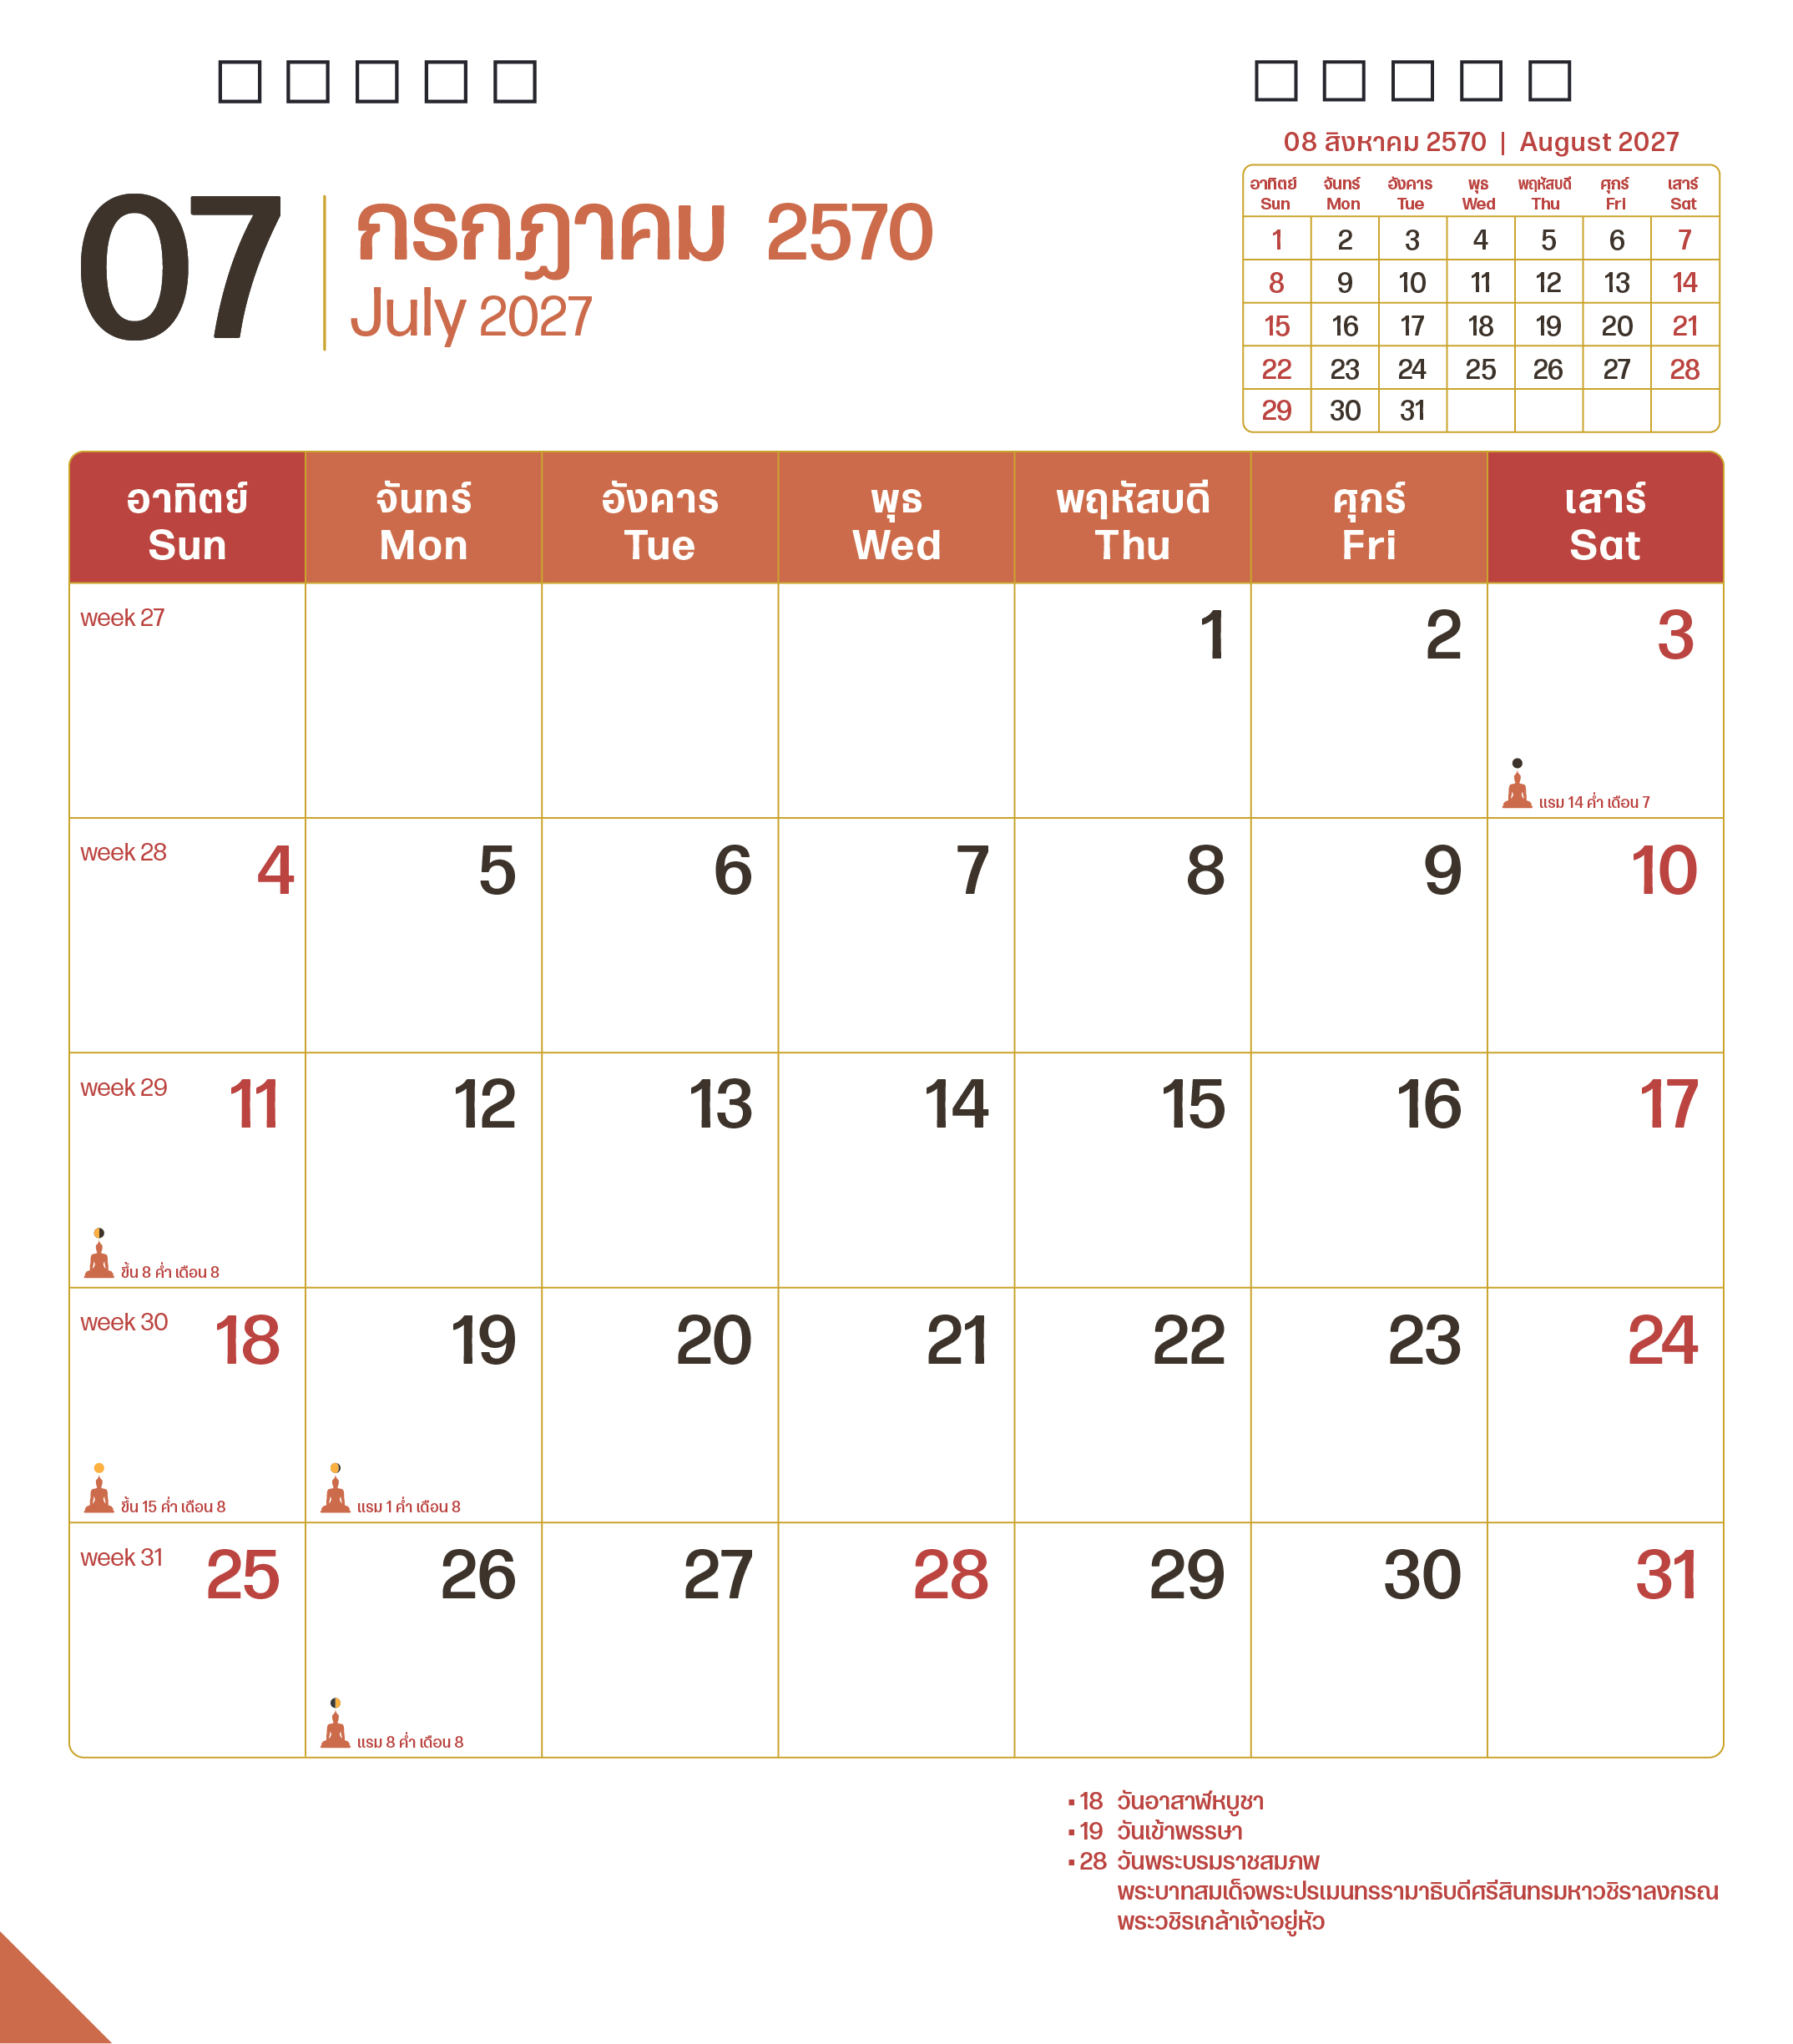 08 สิงหาคม 2570 | August 2027
อาทิตย์ จันทร์ อังคาร พุธ พฤหัสบดี ศุกร์ เสาร์
Sun Mon Tue Wed Thu Fri Sat
1 2 3 4 5 6 7
8 9 10 11 12 13 14
15 16 17 18 19 20 21
22 23 24 25 26 27 28
29 30 31
07
กรกฎาคม 2570
July 2027
อาทิตย์ จันทร์ อังคาร พุธ พฤหัสบดี ศุกร์ เสาร์
Sun Mon Tue Wed Thu Fri Sat
week 27 1 2 3
แรม 14 ค่ำ เดือน 7
week 28 4 5 6 7 8 9 10
week 29 11 12 13 14 15 16 17
ขึ้น 8 ค่ำ เดือน 8
week 30 18 19 20 21 22 23 24
ขึ้น 15 ค่ำ เดือน 8 แรม 1 ค่ำ เดือน 8
week 31 25 26 27 28 29 30 31
แรม 8 ค่ำ เดือน 8
▪ 18 วันอาสาฬหบูชา
▪ 19 วันเข้าพรรษา
▪ 28 วันพระบรมราชสมภพ
พระบาทสมเด็จพระปรเมนทรรามาธิบดีศรีสินทรมหาวชิราลงกรณ
พระวชิรเกล้าเจ้าอยู่หัว